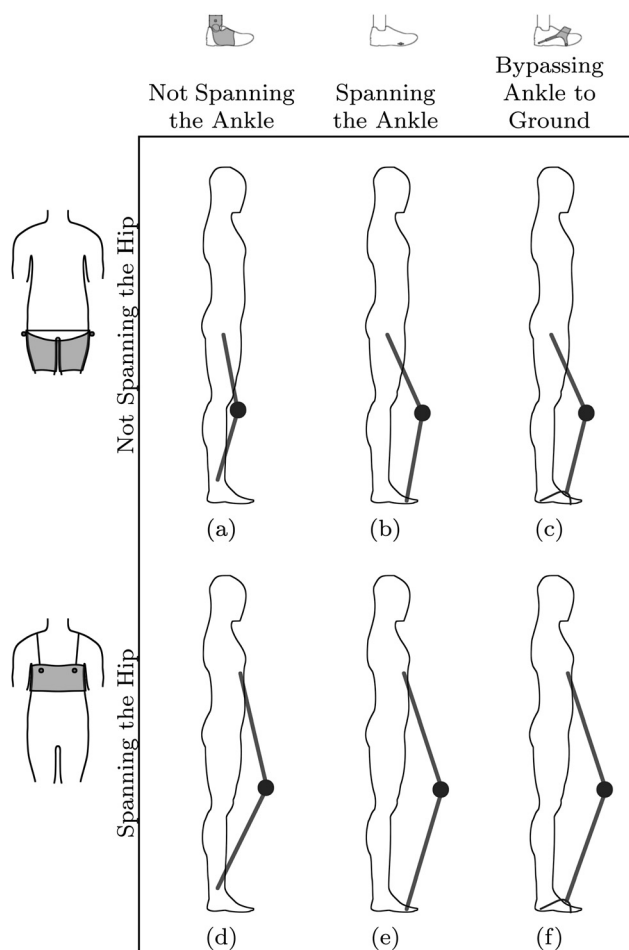 Not Spanning
the Ankle
Spanning
the Ankle
Bypassing
Ankle to
Ground
Not Spanning the Hip
(a)
(b)
(c)
Spanning the Hip
(d)
(e)
(f)